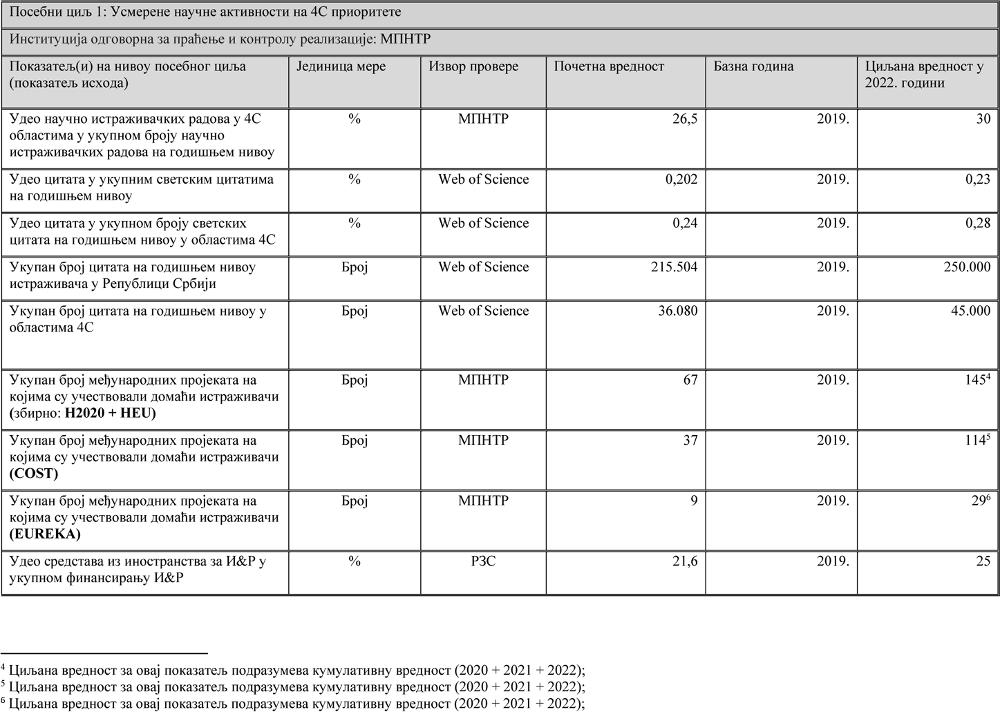 Посебни циљ 1: Усмерене научне активности на 4С приоритете
Институција одговорна за праћење и контролу реализације: МПНТР
Показатељ(и) на нивоу посебног циља
(показатељ исхода)
Јединица мере
Извор провере
Почетна вредност
Базна година
Циљана вредност у
2022. години
Удео научно истраживачких радова у 4С
областима у укупном броју научно
истраживачких радова на годишњем нивоу
%
МПНТР
26,5
2019.
30
Удео цитата у укупним светским цитатима
на годишњем нивоу
%
Web of Science
0,202
2019.
0,23
Удео цитата у укупном броју светских
цитата на годишњем нивоу у областима 4С
%
Web of Science
0,24
2019.
0,28
Укупан број цитата на годишњем нивоу
истраживача у Републици Србији
Број
Web of Science
215.504
2019.
250.000
Укупан број цитата на годишњем нивоу у
областима 4С
Број
Web of Science
36.080
2019.
45.000
Укупан број међународних пројеката на
којима су учествовали домаћи истраживачи
(збирно: H2020 + HEU)
Број
МПНТР
67
2019.
145⁴
Укупан број међународних пројеката на
којима су учествовали домаћи истраживачи
(COST)
Број
МПНТР
37
2019.
114⁵
Укупан број међународних пројеката на
којима су учествовали домаћи истраживачи
(EUREKA)
Број
МПНТР
9
2019.
29⁶
Удео средстава из иностранства за И&Р у
укупном финансирању И&Р
%
РЗС
21,6
2019.
25
⁴ Циљана вредност за овај показатељ подразумева кумулативну вредност (2020 + 2021 + 2022);
⁵ Циљана вредност за овај показатељ подразумева кумулативну вредност (2020 + 2021 + 2022);
⁶ Циљана вредност за овај показатељ подразумева кумулативну вредност (2020 + 2021 + 2022);